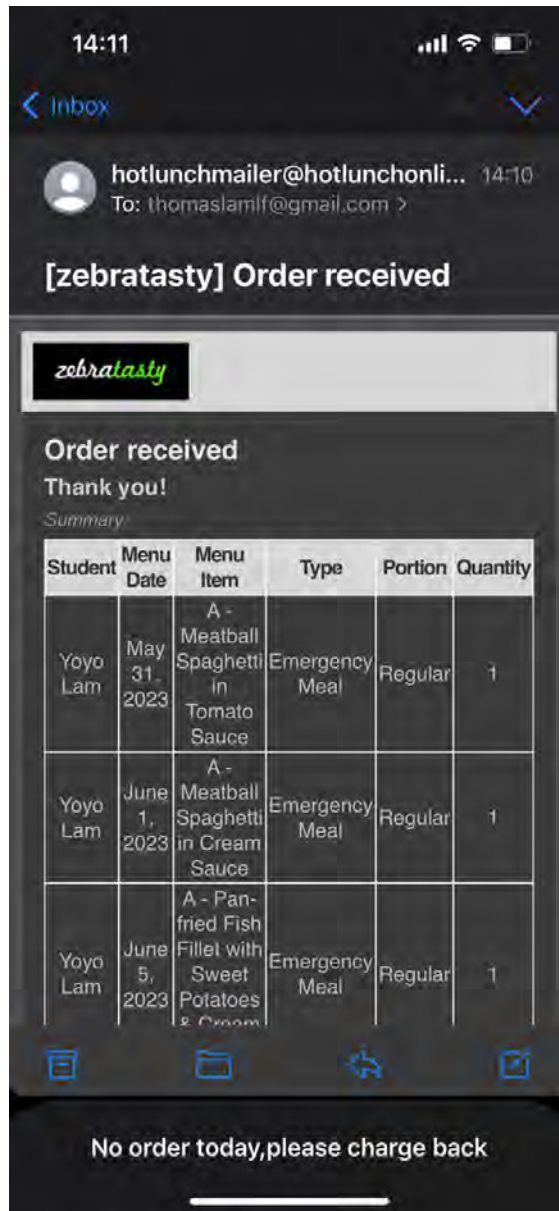 14:11
Inbox
hotlunchmailer@hotlunchonli... 14:10
To: thomaslamlf@gmail.com >
[zebratasty] Order received
zebratasty
Order received
Thank you!
Summary:
Student Menu Date Menu Item Type Portion Quantity
Yoyo Lam May 31, 2023 A - Meatball Spaghetti in Tomato Sauce Emergency Meal Regular 1
Yoyo Lam June 1, 2023 A - Meatball Spaghetti in Cream Sauce Emergency Meal Regular 1
Yoyo Lam June 5, 2023 A - Pan-fried Fish Fillet with Sweet Potatoes & Cream Emergency Meal Regular 1
No order today,please charge back